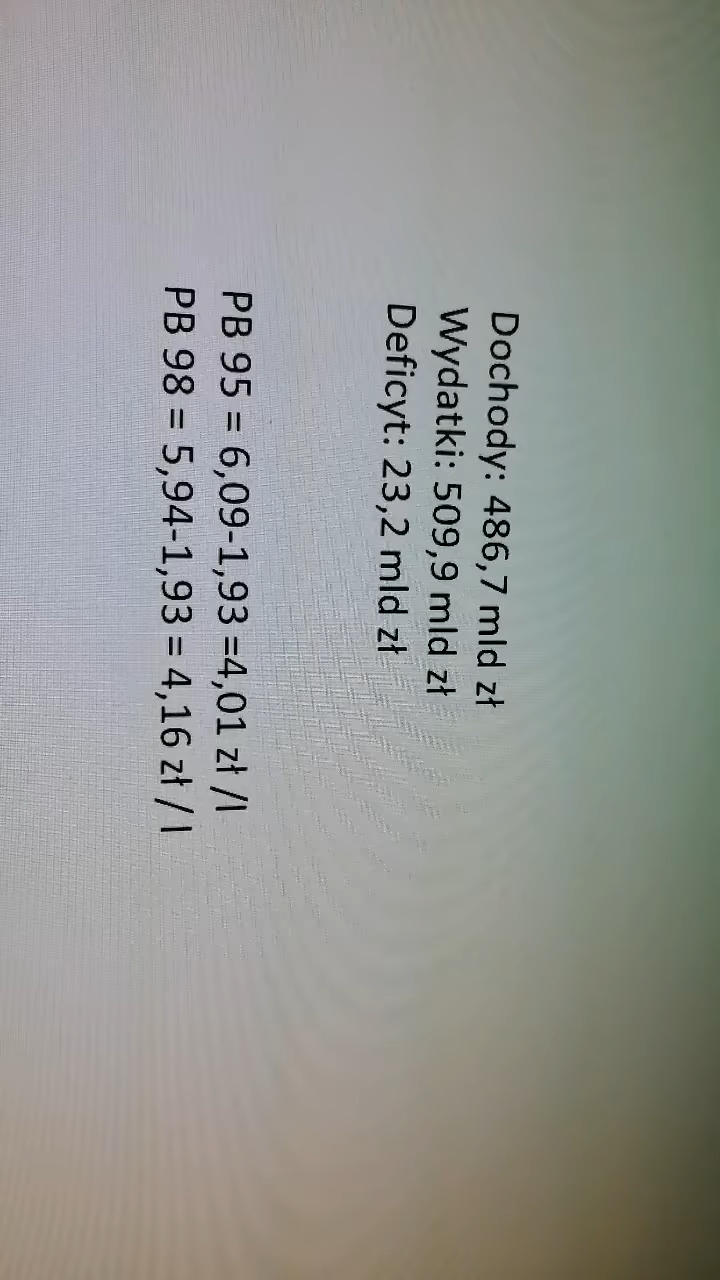 Dochody: 486,7 mld zł
Wydatki: 509,9 mld zł
Deficyt: 23,2 mld zł
PB 95 = 6,09-1,93 =4,01 zł /l
PB 98 = 5,94-1,93 = 4,16 zł / l